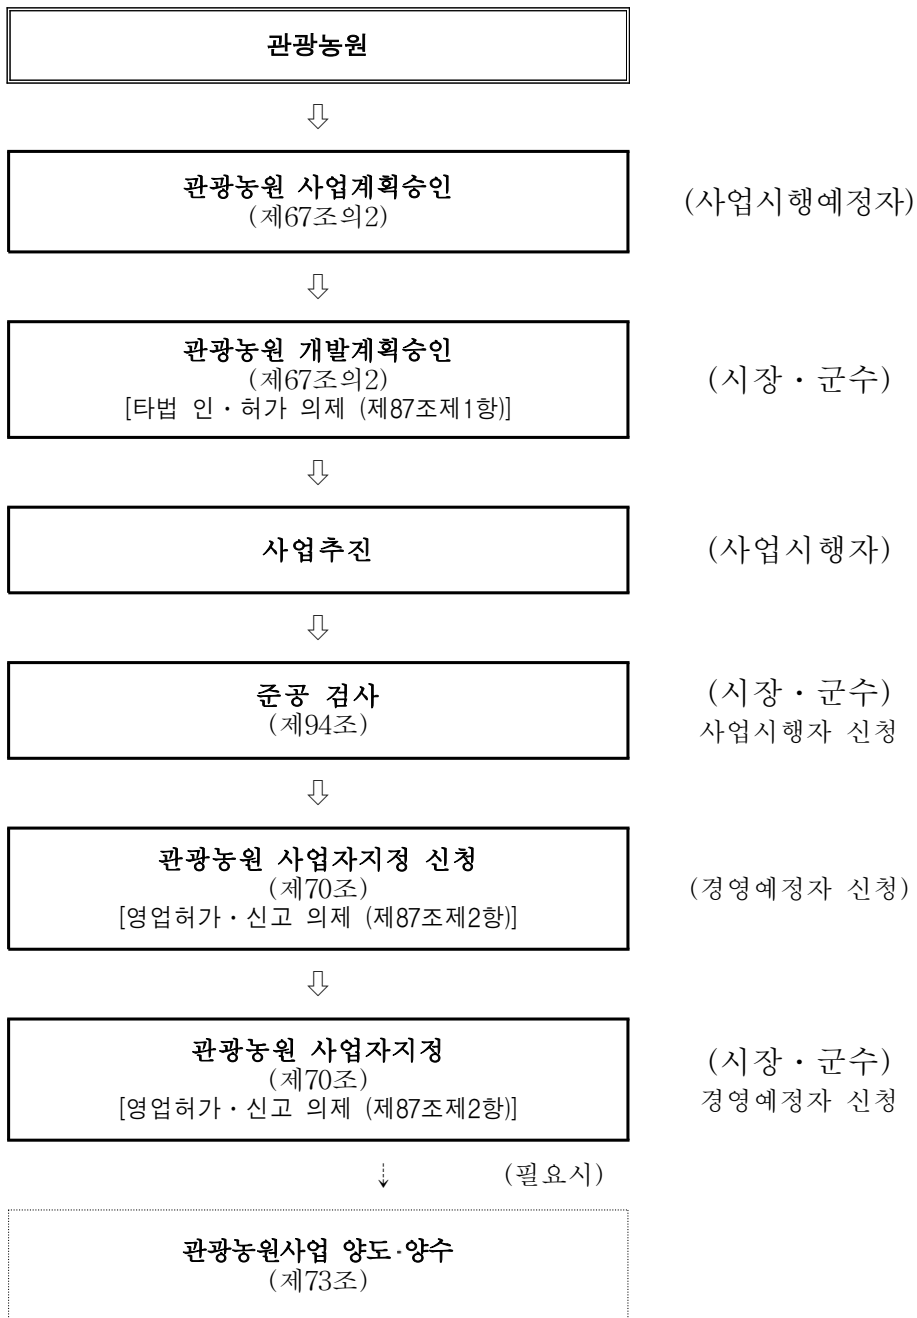 관광농원
관광농원 사업계획승인
(제67조의2)
(사업시행예정자)
관광농원 개발계획승인
(제67조의2)
[타법 인・허가 의제 (제87조제1항)]
(시장・군수)
사업추진
(사업시행자)
준공 검사
(제94조)
(시장・군수)
사업시행자 신청
관광농원 사업자지정 신청
(제70조)
[영업허가・신고 의제 (제87조제2항)]
(경영예정자 신청)
관광농원 사업자지정
(제70조)
[영업허가・신고 의제 (제87조제2항)]
(시장・군수)
경영예정자 신청
(필요시)
관광농원사업 양도·양수
(제73조)